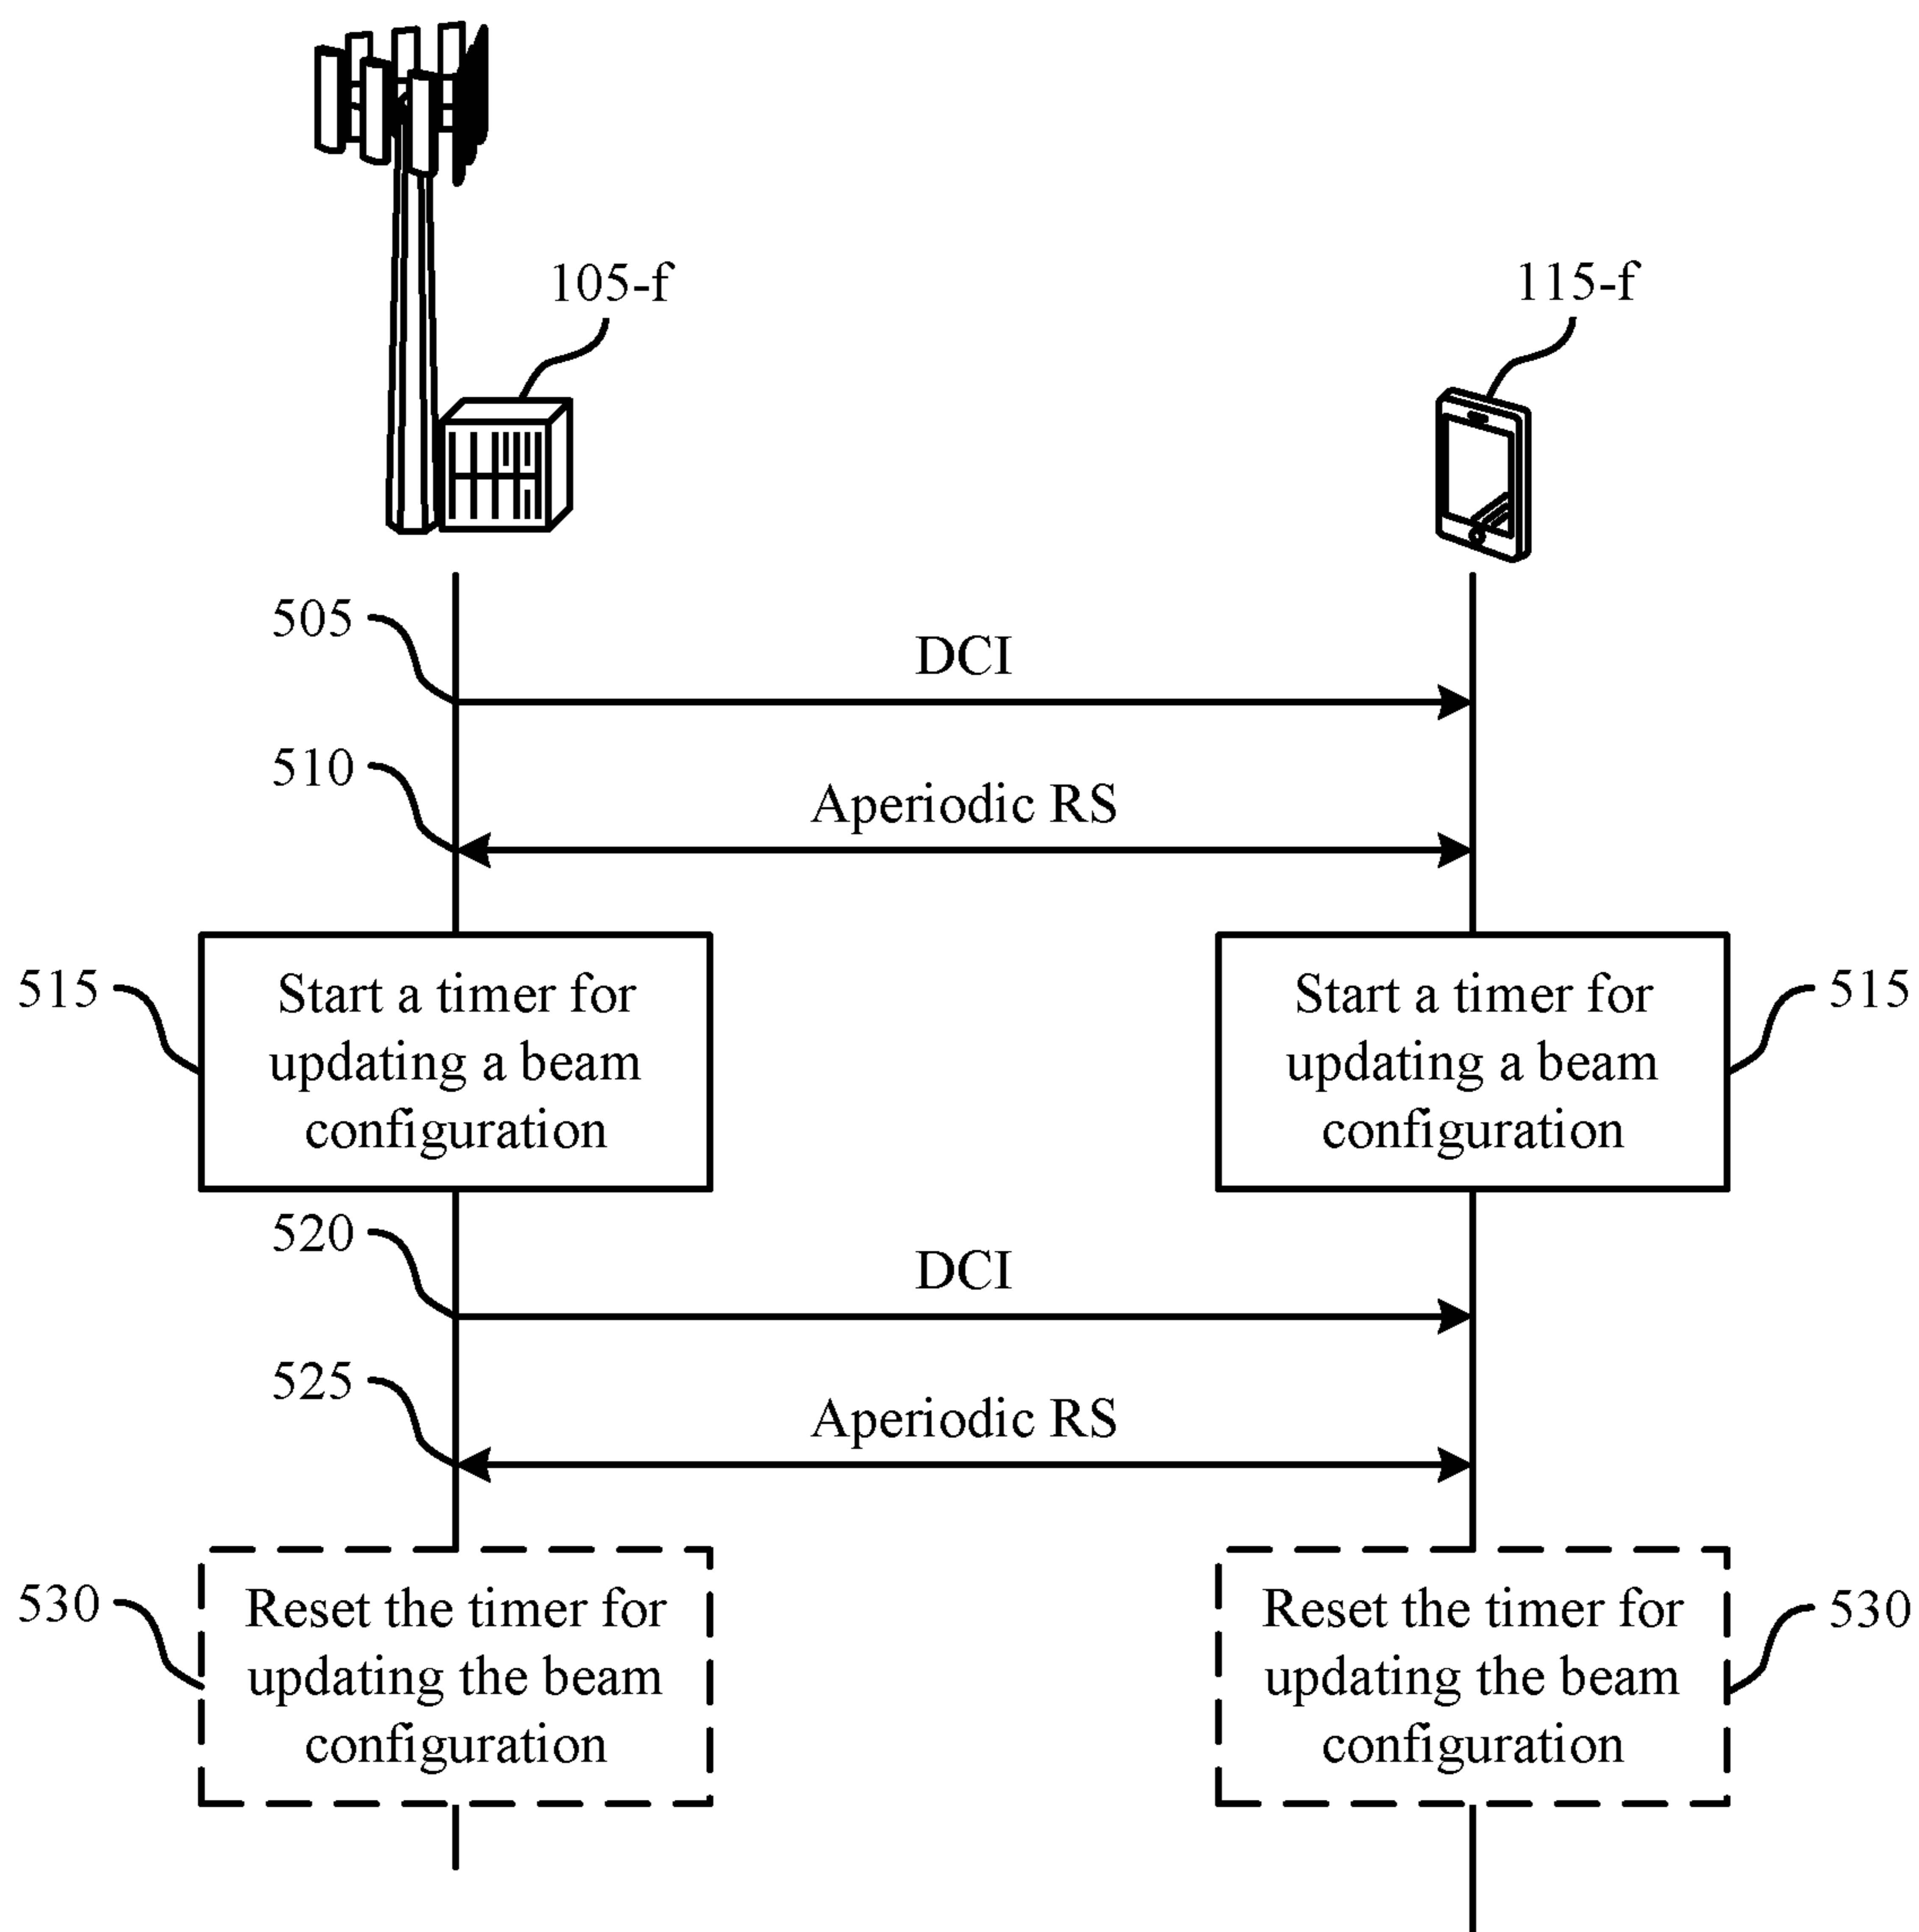 105-f
115-f
505
DCI
510
Aperiodic RS
515
Start a timer for
updating a beam
configuration
Start a timer for
updating a beam
configuration
515
520
DCI
525
Aperiodic RS
530
Reset the timer for
updating the beam
configuration
Reset the timer for
updating the beam
configuration
530